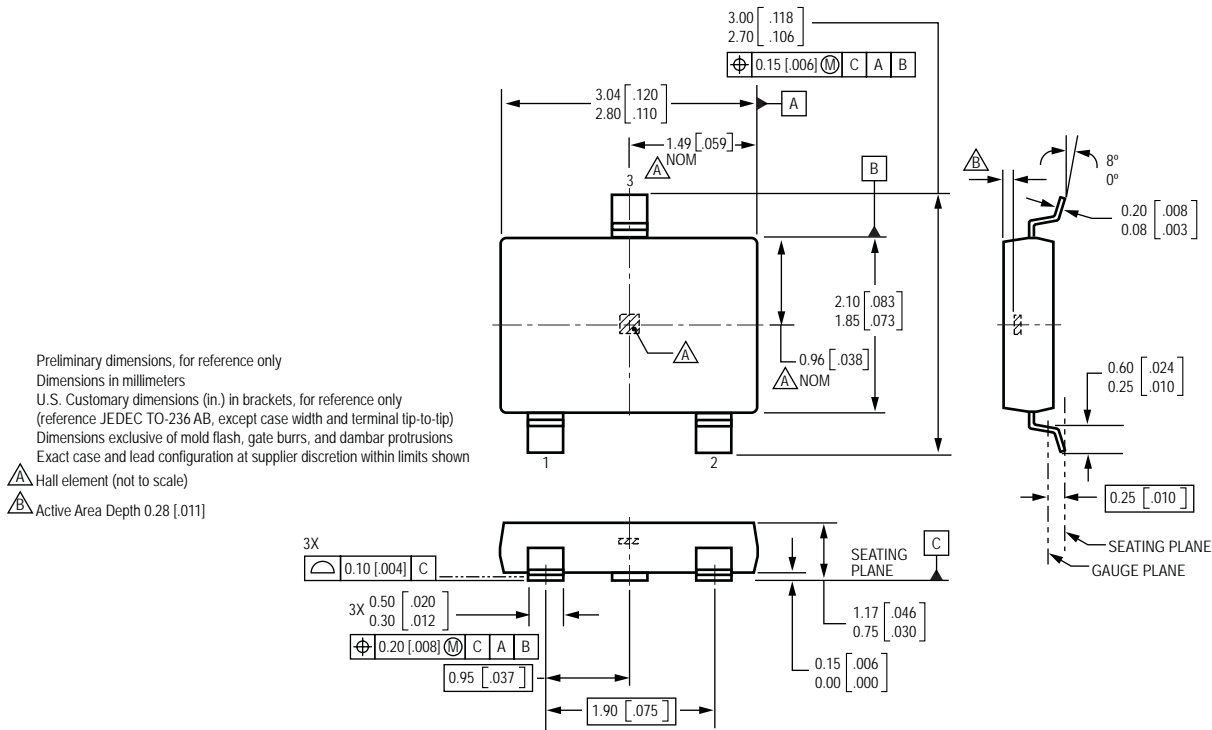 3.00 [ .118 ]
2.70 [ .106 ]
⌖ 0.15 [.006] Ⓜ C A B
3.04 [ .120 ]
2.80 [ .110 ]
A
1.49 [.059]
A NOM
3
B
B
8º
0º
0.20 [ .008 ]
0.08 [ .003 ]
2.10 [ .083 ]
1.85 [ .073 ]
A
0.96 [.038]
A NOM
0.60 [ .024 ]
0.25 [ .010 ]
Preliminary dimensions, for reference only
Dimensions in millimeters
U.S. Customary dimensions (in.) in brackets, for reference only
(reference JEDEC TO-236 AB, except case width and terminal tip-to-tip)
Dimensions exclusive of mold flash, gate burrs, and dambar protrusions
Exact case and lead configuration at supplier discretion within limits shown
A Hall element (not to scale)
B Active Area Depth 0.28 [.011]
1
2
0.25 [ .010 ]
SEATING PLANE
GAUGE PLANE
3X
⌓ 0.10 [.004] C
SEATING
PLANE
C
3X 0.50 [ .020 ]
0.30 [ .012 ]
⌖ 0.20 [.008] Ⓜ C A B
1.17 [ .046 ]
0.75 [ .030 ]
0.15 [ .006 ]
0.00 [ .000 ]
0.95 [ .037 ]
1.90 [ .075 ]